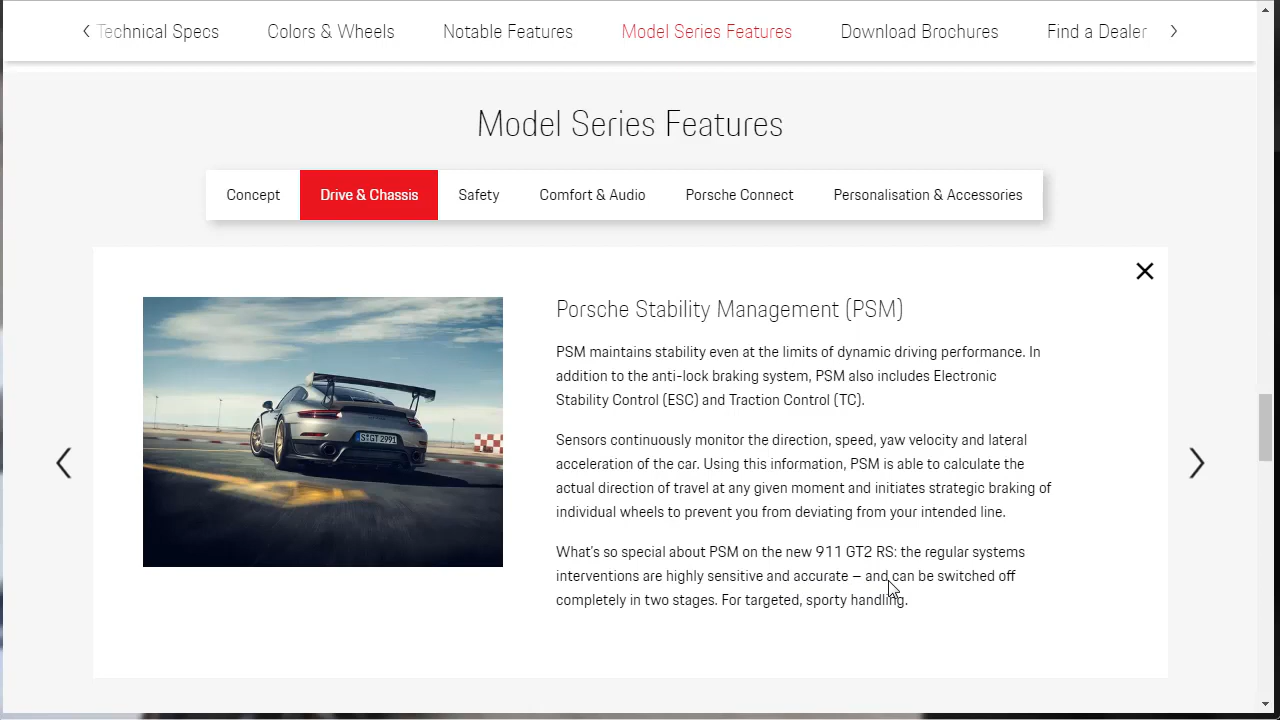 Technical Specs Colors & Wheels Notable Features Model Series Features Download Brochures Find a Dealer
Model Series Features
Concept Drive & Chassis Safety Comfort & Audio Porsche Connect Personalisation & Accessories
Porsche Stability Management (PSM)
PSM maintains stability even at the limits of dynamic driving performance. In
addition to the anti-lock braking system, PSM also includes Electronic
Stability Control (ESC) and Traction Control (TC).
Sensors continuously monitor the direction, speed, yaw velocity and lateral
acceleration of the car. Using this information, PSM is able to calculate the
actual direction of travel at any given moment and initiates strategic braking of
individual wheels to prevent you from deviating from your intended line.
What's so special about PSM on the new 911 GT2 RS: the regular systems
interventions are highly sensitive and accurate – and can be switched off
completely in two stages. For targeted, sporty handling.
S GT 2991